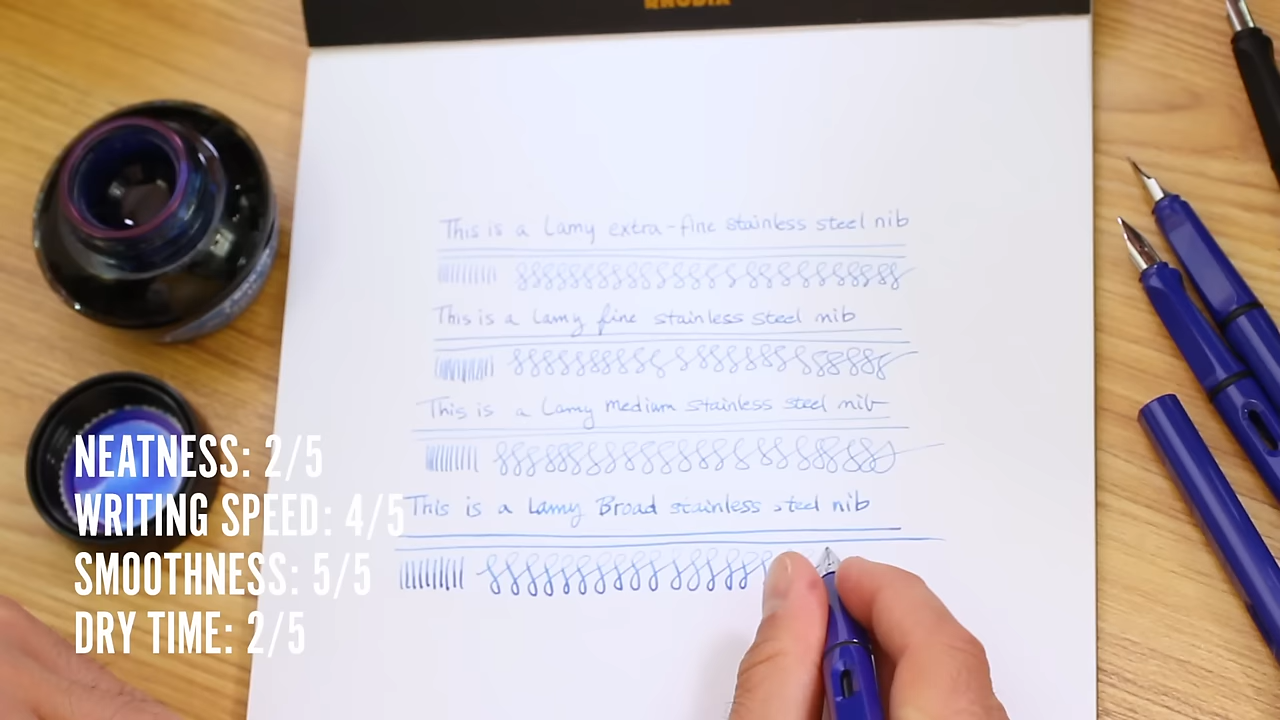 RHODIA
This is a Lamy extra-fine stainless steel nib
This is a Lamy fine stainless steel nib
This is a Lamy medium stainless steel nib
This is a Lamy Broad stainless steel nib
NEATNESS: 2/5
WRITING SPEED: 4/5
SMOOTHNESS: 5/5
DRY TIME: 2/5